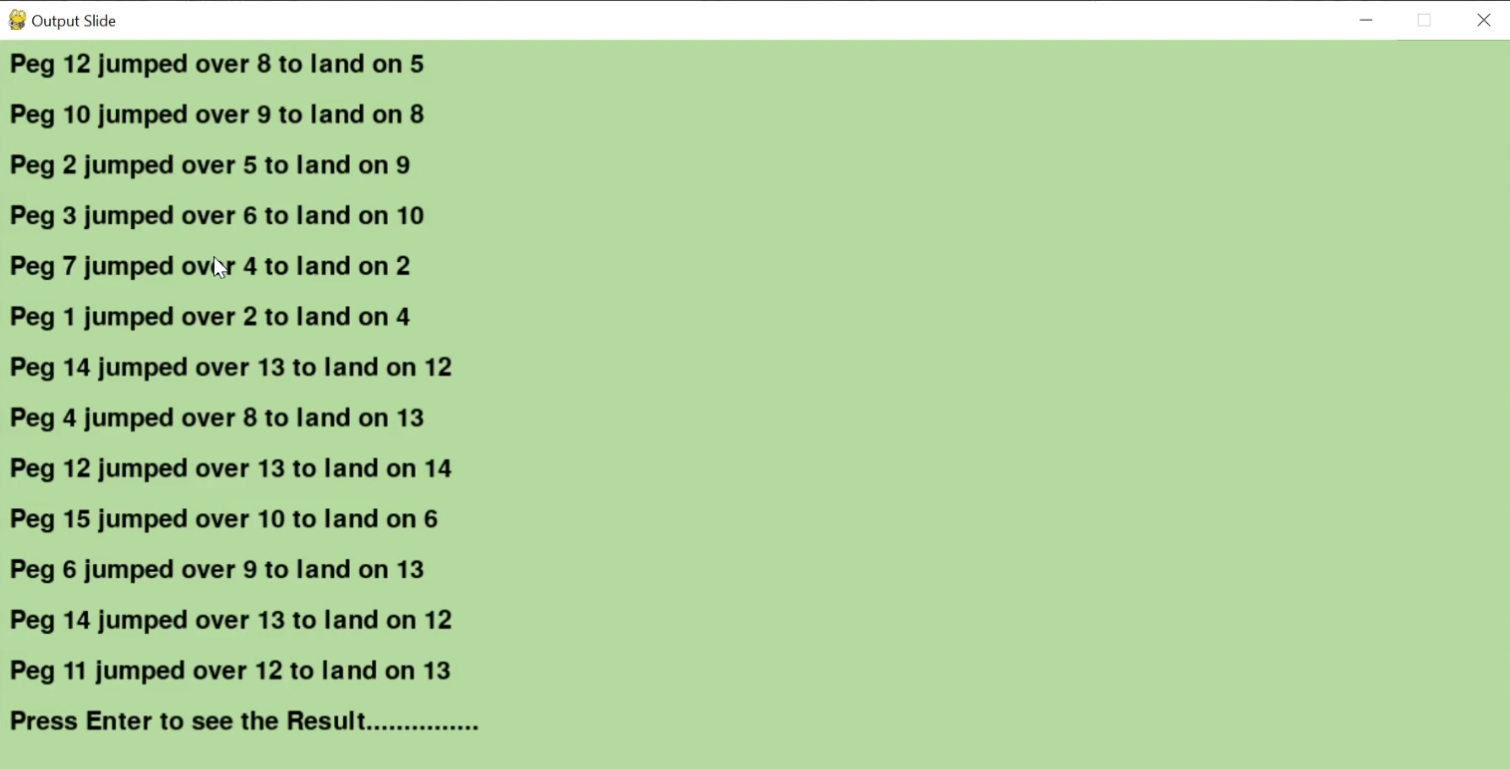 Output Slide
Peg 12 jumped over 8 to land on 5
Peg 10 jumped over 9 to land on 8
Peg 2 jumped over 5 to land on 9
Peg 3 jumped over 6 to land on 10
Peg 7 jumped over 4 to land on 2
Peg 1 jumped over 2 to land on 4
Peg 14 jumped over 13 to land on 12
Peg 4 jumped over 8 to land on 13
Peg 12 jumped over 13 to land on 14
Peg 15 jumped over 10 to land on 6
Peg 6 jumped over 9 to land on 13
Peg 14 jumped over 13 to land on 12
Peg 11 jumped over 12 to land on 13
Press Enter to see the Result...............